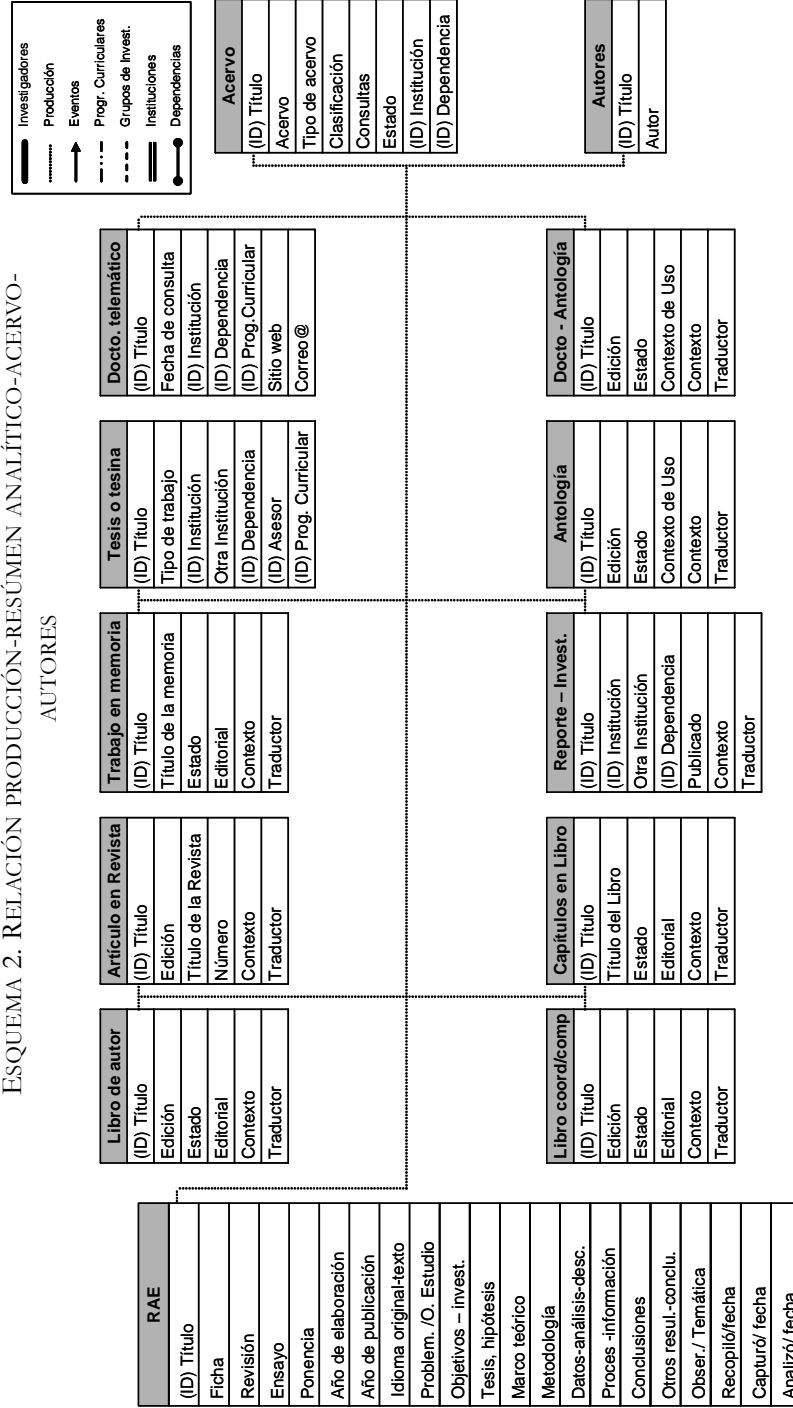 ESQUEMA 2. RELACIÓN PRODUCCIÓN-RESÚMEN ANALÍTICO-ACERVO-
AUTORES
Investigadores
Producción
Eventos
Progr. Curriculares
Grupos de Invest.
Instituciones
Dependencias
RAE
(ID) Título
Ficha
Revisión
Ensayo
Ponencia
Año de elaboración
Año de publicación
Idioma original-texto
Problem. /O. Estudio
Objetivos – invest.
Tesis, hipótesis
Marco teórico
Metodología
Datos-análisis-desc.
Proces -información
Conclusiones
Otros resul.-conclu.
Obser./ Temática
Recopiló/fecha
Capturó/ fecha
Analizó/ fecha
Libro de autor
(ID) Título
Edición
Estado
Editorial
Contexto
Traductor
Artículo en Revista
(ID) Título
Edición
Título de la Revista
Número
Contexto
Traductor
Trabajo en memoria
(ID) Título
Título de la memoria
Estado
Editorial
Contexto
Traductor
Tesis o tesina
(ID) Título
Tipo de trabajo
(ID) Institución
Otra Institución
(ID) Dependencia
(ID) Asesor
(ID) Prog. Curricular
Docto. telemático
(ID) Título
Fecha de consulta
(ID) Institución
(ID) Dependencia
(ID) Prog.Curricular
Sitio web
Correo@
Acervo
(ID) Título
Acervo
Tipo de acervo
Clasificación
Consultas
Estado
(ID) Institución
(ID) Dependencia
Libro coord/comp
(ID) Título
Edición
Estado
Editorial
Contexto
Traductor
Capítulos en Libro
(ID) Título
Título del Libro
Estado
Editorial
Contexto
Traductor
Reporte – Invest.
(ID) Título
(ID) Institución
Otra Institución
(ID) Dependencia
Publicado
Contexto
Traductor
Antología
(ID) Título
Edición
Estado
Contexto de Uso
Contexto
Traductor
Docto - Antología
(ID) Título
Edición
Estado
Contexto de Uso
Contexto
Traductor
Autores
(ID) Título
Autor